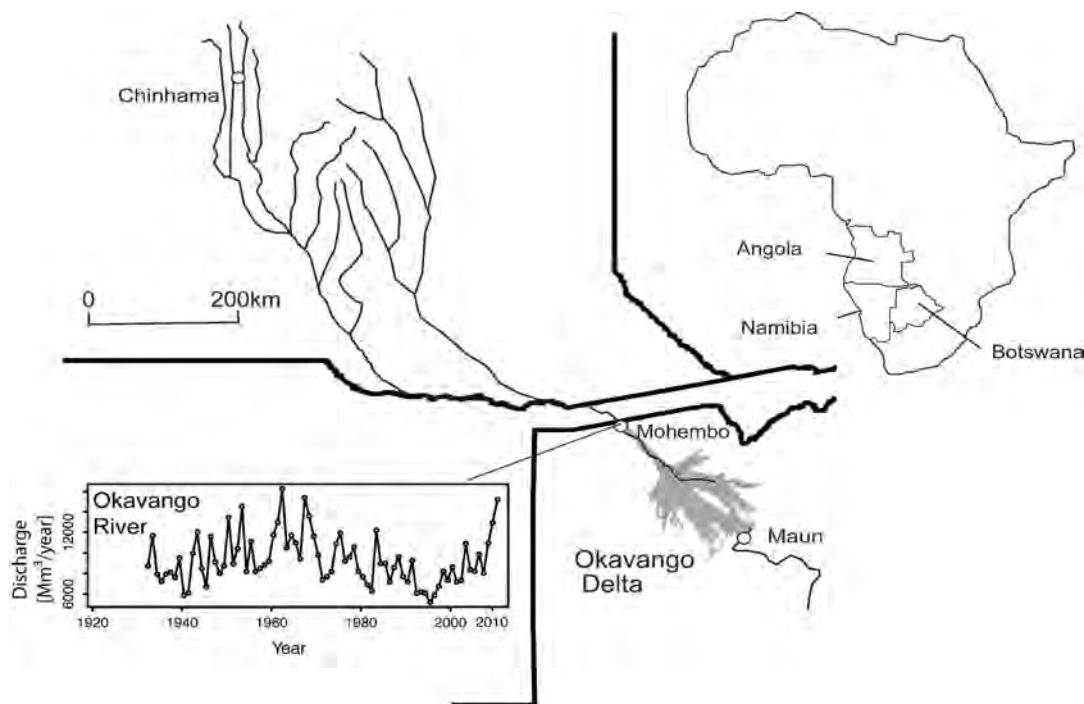 Chinhama
0
200km
Angola
Namibia
Botswana
Mohembo
Maun
Okavango
Delta
Okavango
River
Discharge
[Mm³/year]
12000
6000
1920
1940
1960
1980
2000
2010
Year